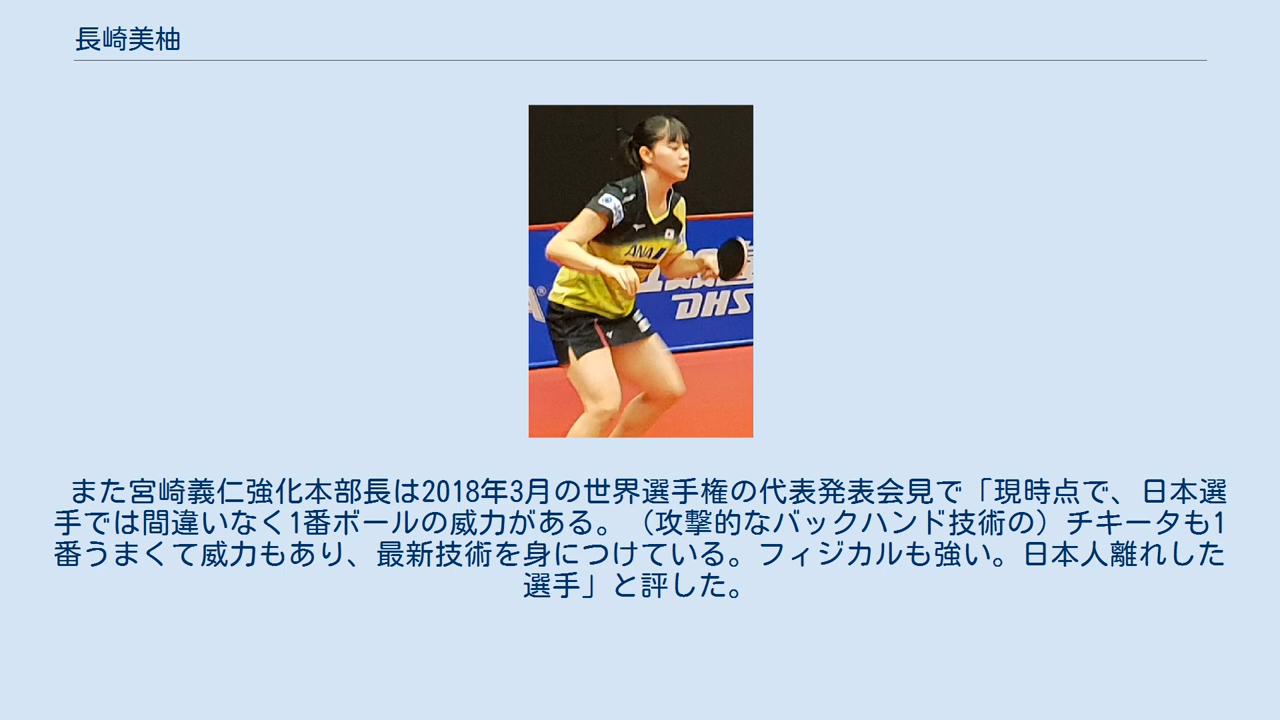 長崎美柚
ANA
DHS
また宮崎義仁強化本部長は2018年3月の世界選手権の代表発表会見で「現時点で、日本選
手では間違いなく1番ボールの威力がある。（攻撃的なバックハンド技術の）チキータも1
番うまくて威力もあり、最新技術を身につけている。フィジカルも強い。日本人離れした
選手」と評した。